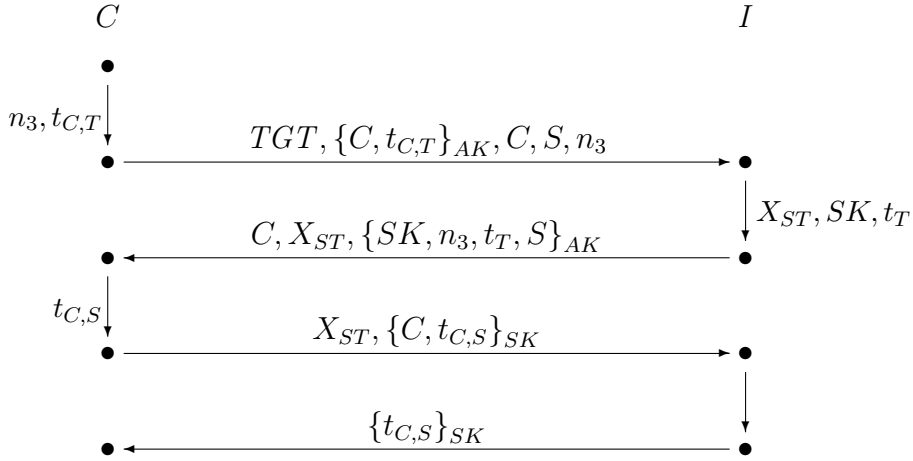 C I
n_3, t_{C,T}
TGT, {C, t_{C,T}}_{AK}, C, S, n_3
X_{ST}, SK, t_T
C, X_{ST}, {SK, n_3, t_T, S}_{AK}
t_{C,S}
X_{ST}, {C, t_{C,S}}_{SK}
{t_{C,S}}_{SK}